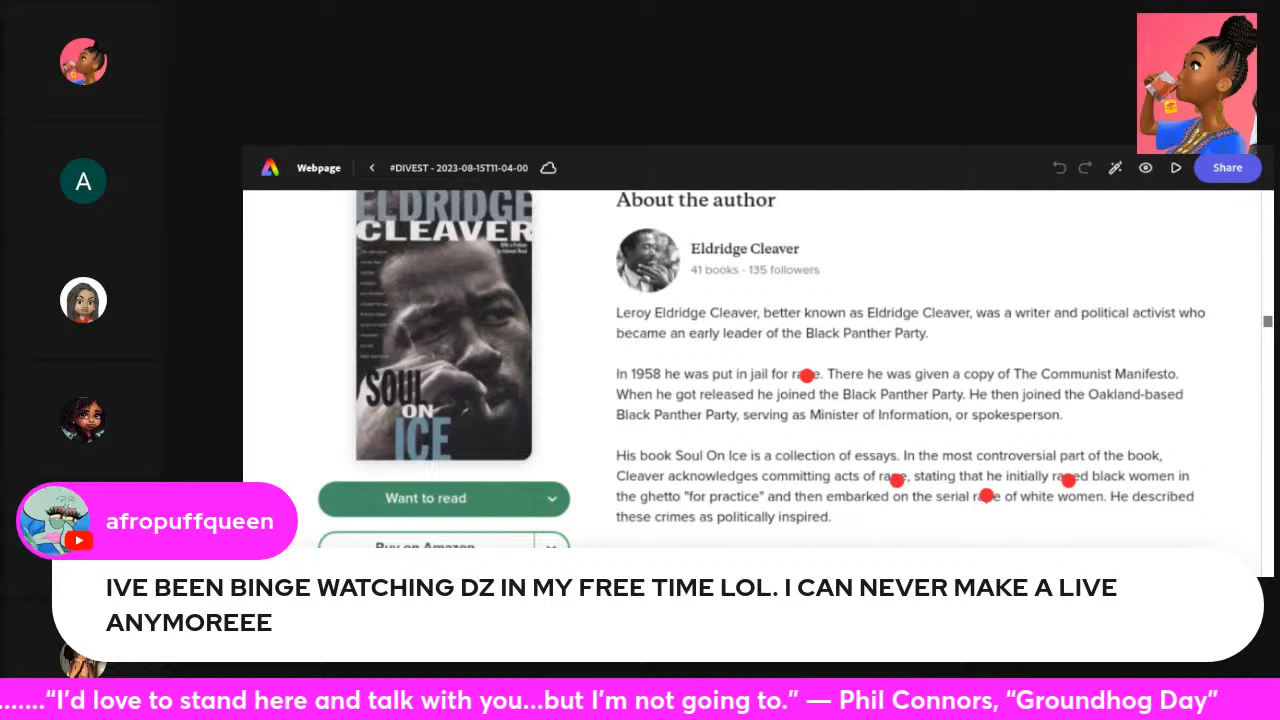 Webpage
#DIVEST - 2023-08-15T11-04-00
Share
ELDRIDGE
CLEAVER
SOUL
ON
ICE
Want to read
Buy on Amazon
About the author
Eldridge Cleaver
41 books · 135 followers
Leroy Eldridge Cleaver, better known as Eldridge Cleaver, was a writer and political activist who
became an early leader of the Black Panther Party.
In 1958 he was put in jail for rape. There he was given a copy of The Communist Manifesto.
When he got released he joined the Black Panther Party. He then joined the Oakland-based
Black Panther Party, serving as Minister of Information, or spokesperson.
His book Soul On Ice is a collection of essays. In the most controversial part of the book,
Cleaver acknowledges committing acts of rape, stating that he initially raped black women in
the ghetto "for practice" and then embarked on the serial rape of white women. He described
these crimes as politically inspired.
A
afropuffqueen
IVE BEEN BINGE WATCHING DZ IN MY FREE TIME LOL. I CAN NEVER MAKE A LIVE
ANYMOREEE
.......“I’d love to stand here and talk with you...but I’m not going to.” — Phil Connors, “Groundhog Day”